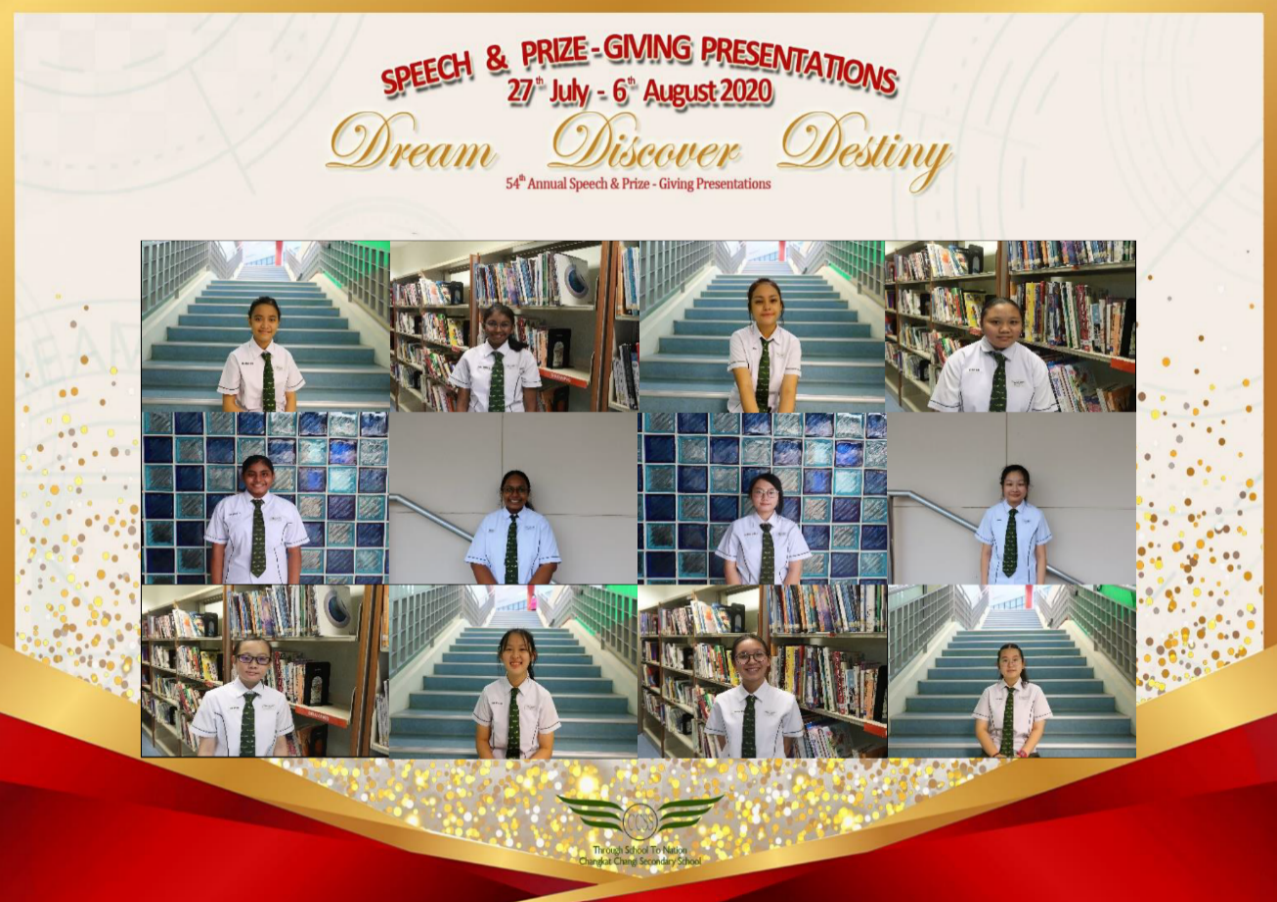 SPEECH & PRIZE - GIVING PRESENTATIONS
27th July - 6th August 2020
Dream Discover Destiny
54th Annual Speech & Prize - Giving Presentations
CCSS
Through School To Nation
Changkat Changi Secondary School